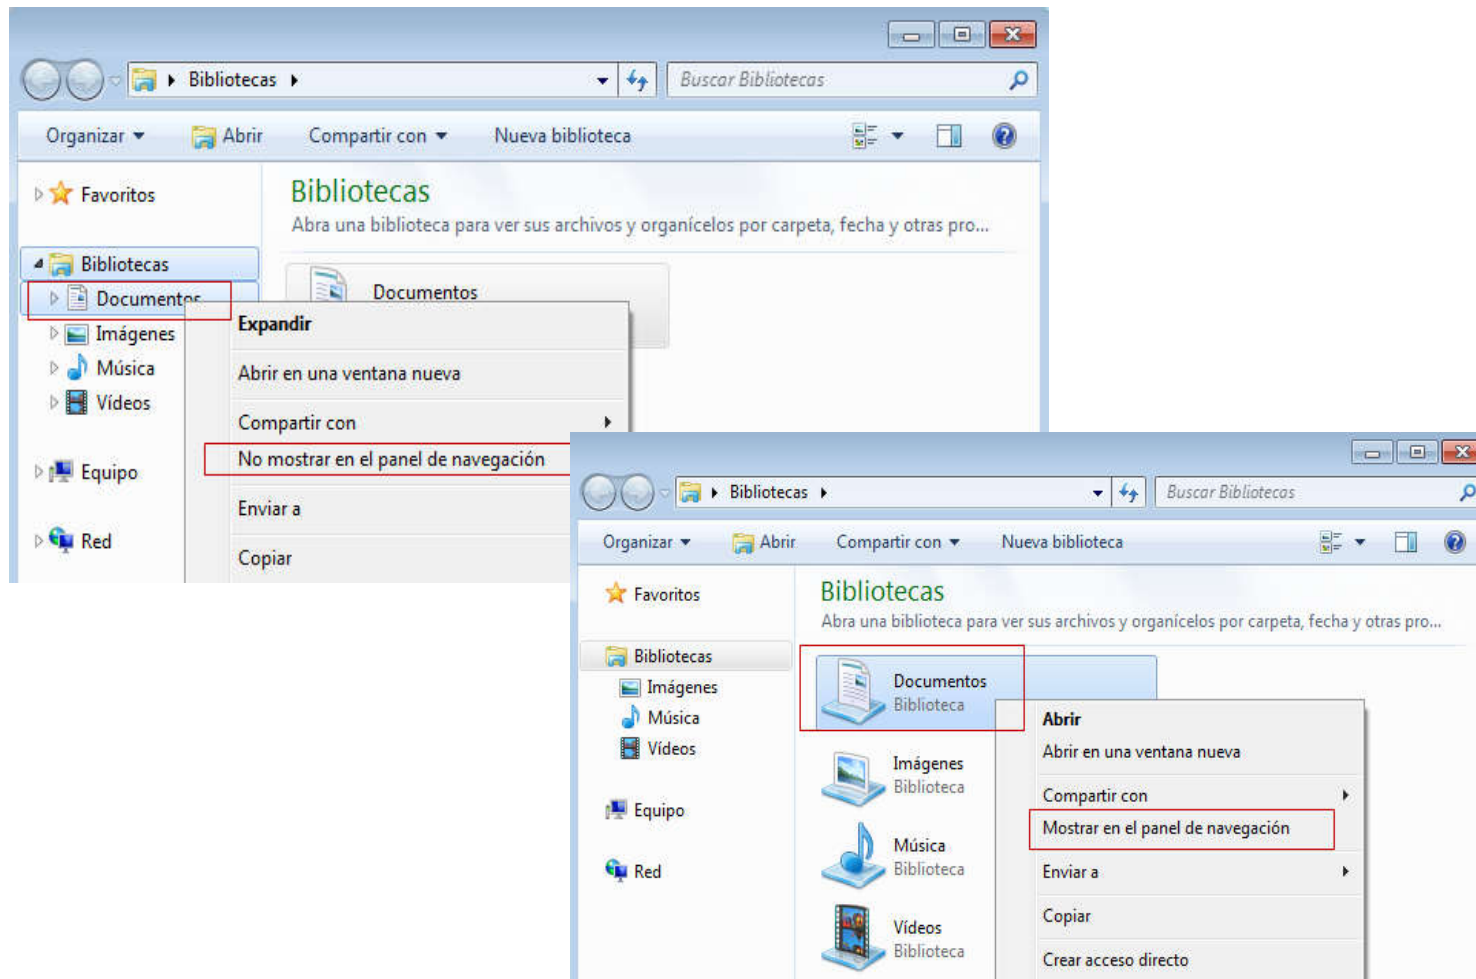 Bibliotecas
Buscar Bibliotecas
Organizar
Abrir
Compartir con
Nueva biblioteca
Favoritos
Bibliotecas
Documentos
Imágenes
Música
Vídeos
Equipo
Red
Bibliotecas
Abra una biblioteca para ver sus archivos y organícelos por carpeta, fecha y otras pro...
Documentos
Expandir
Abrir en una ventana nueva
Compartir con
No mostrar en el panel de navegación
Enviar a
Copiar
Bibliotecas
Buscar Bibliotecas
Organizar
Abrir
Compartir con
Nueva biblioteca
Favoritos
Bibliotecas
Imágenes
Música
Vídeos
Equipo
Red
Bibliotecas
Abra una biblioteca para ver sus archivos y organícelos por carpeta, fecha y otras pro...
Documentos
Biblioteca
Imágenes
Biblioteca
Música
Biblioteca
Vídeos
Biblioteca
Abrir
Abrir en una ventana nueva
Compartir con
Mostrar en el panel de navegación
Enviar a
Copiar
Crear acceso directo